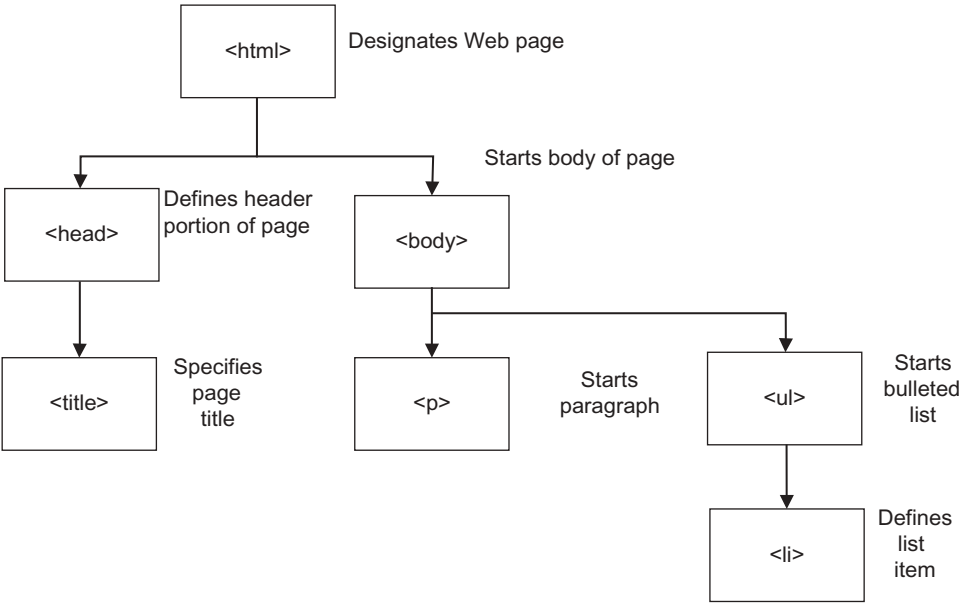 <html>
Designates Web page
Starts body of page
<head>
Defines header
portion of page
<body>
<title>
Specifies
page
title
<p>
Starts
paragraph
<ul>
Starts
bulleted
list
<li>
Defines
list
item